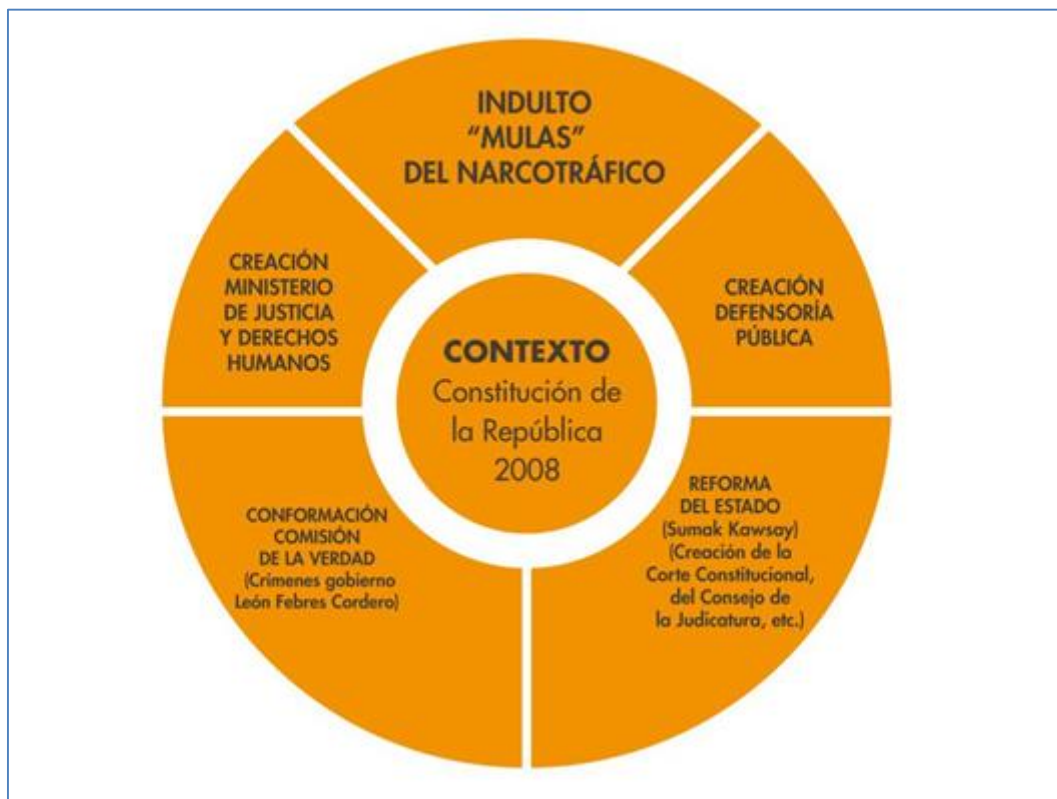 INDULTO
“MULAS”
DEL NARCOTRÁFICO
CREACIÓN
MINISTERIO
DE JUSTICIA
Y DERECHOS
HUMANOS
CREACIÓN
DEFENSORÍA
PÚBLICA
CONTEXTO
Constitución de
la República
2008
CONFORMACIÓN
COMISIÓN
DE LA VERDAD
(Crímenes gobierno
León Febres Cordero)
REFORMA
DEL ESTADO
(Sumak Kawsay)
(Creación de la
Corte Constitucional,
del Consejo de
la Judicatura, etc.)